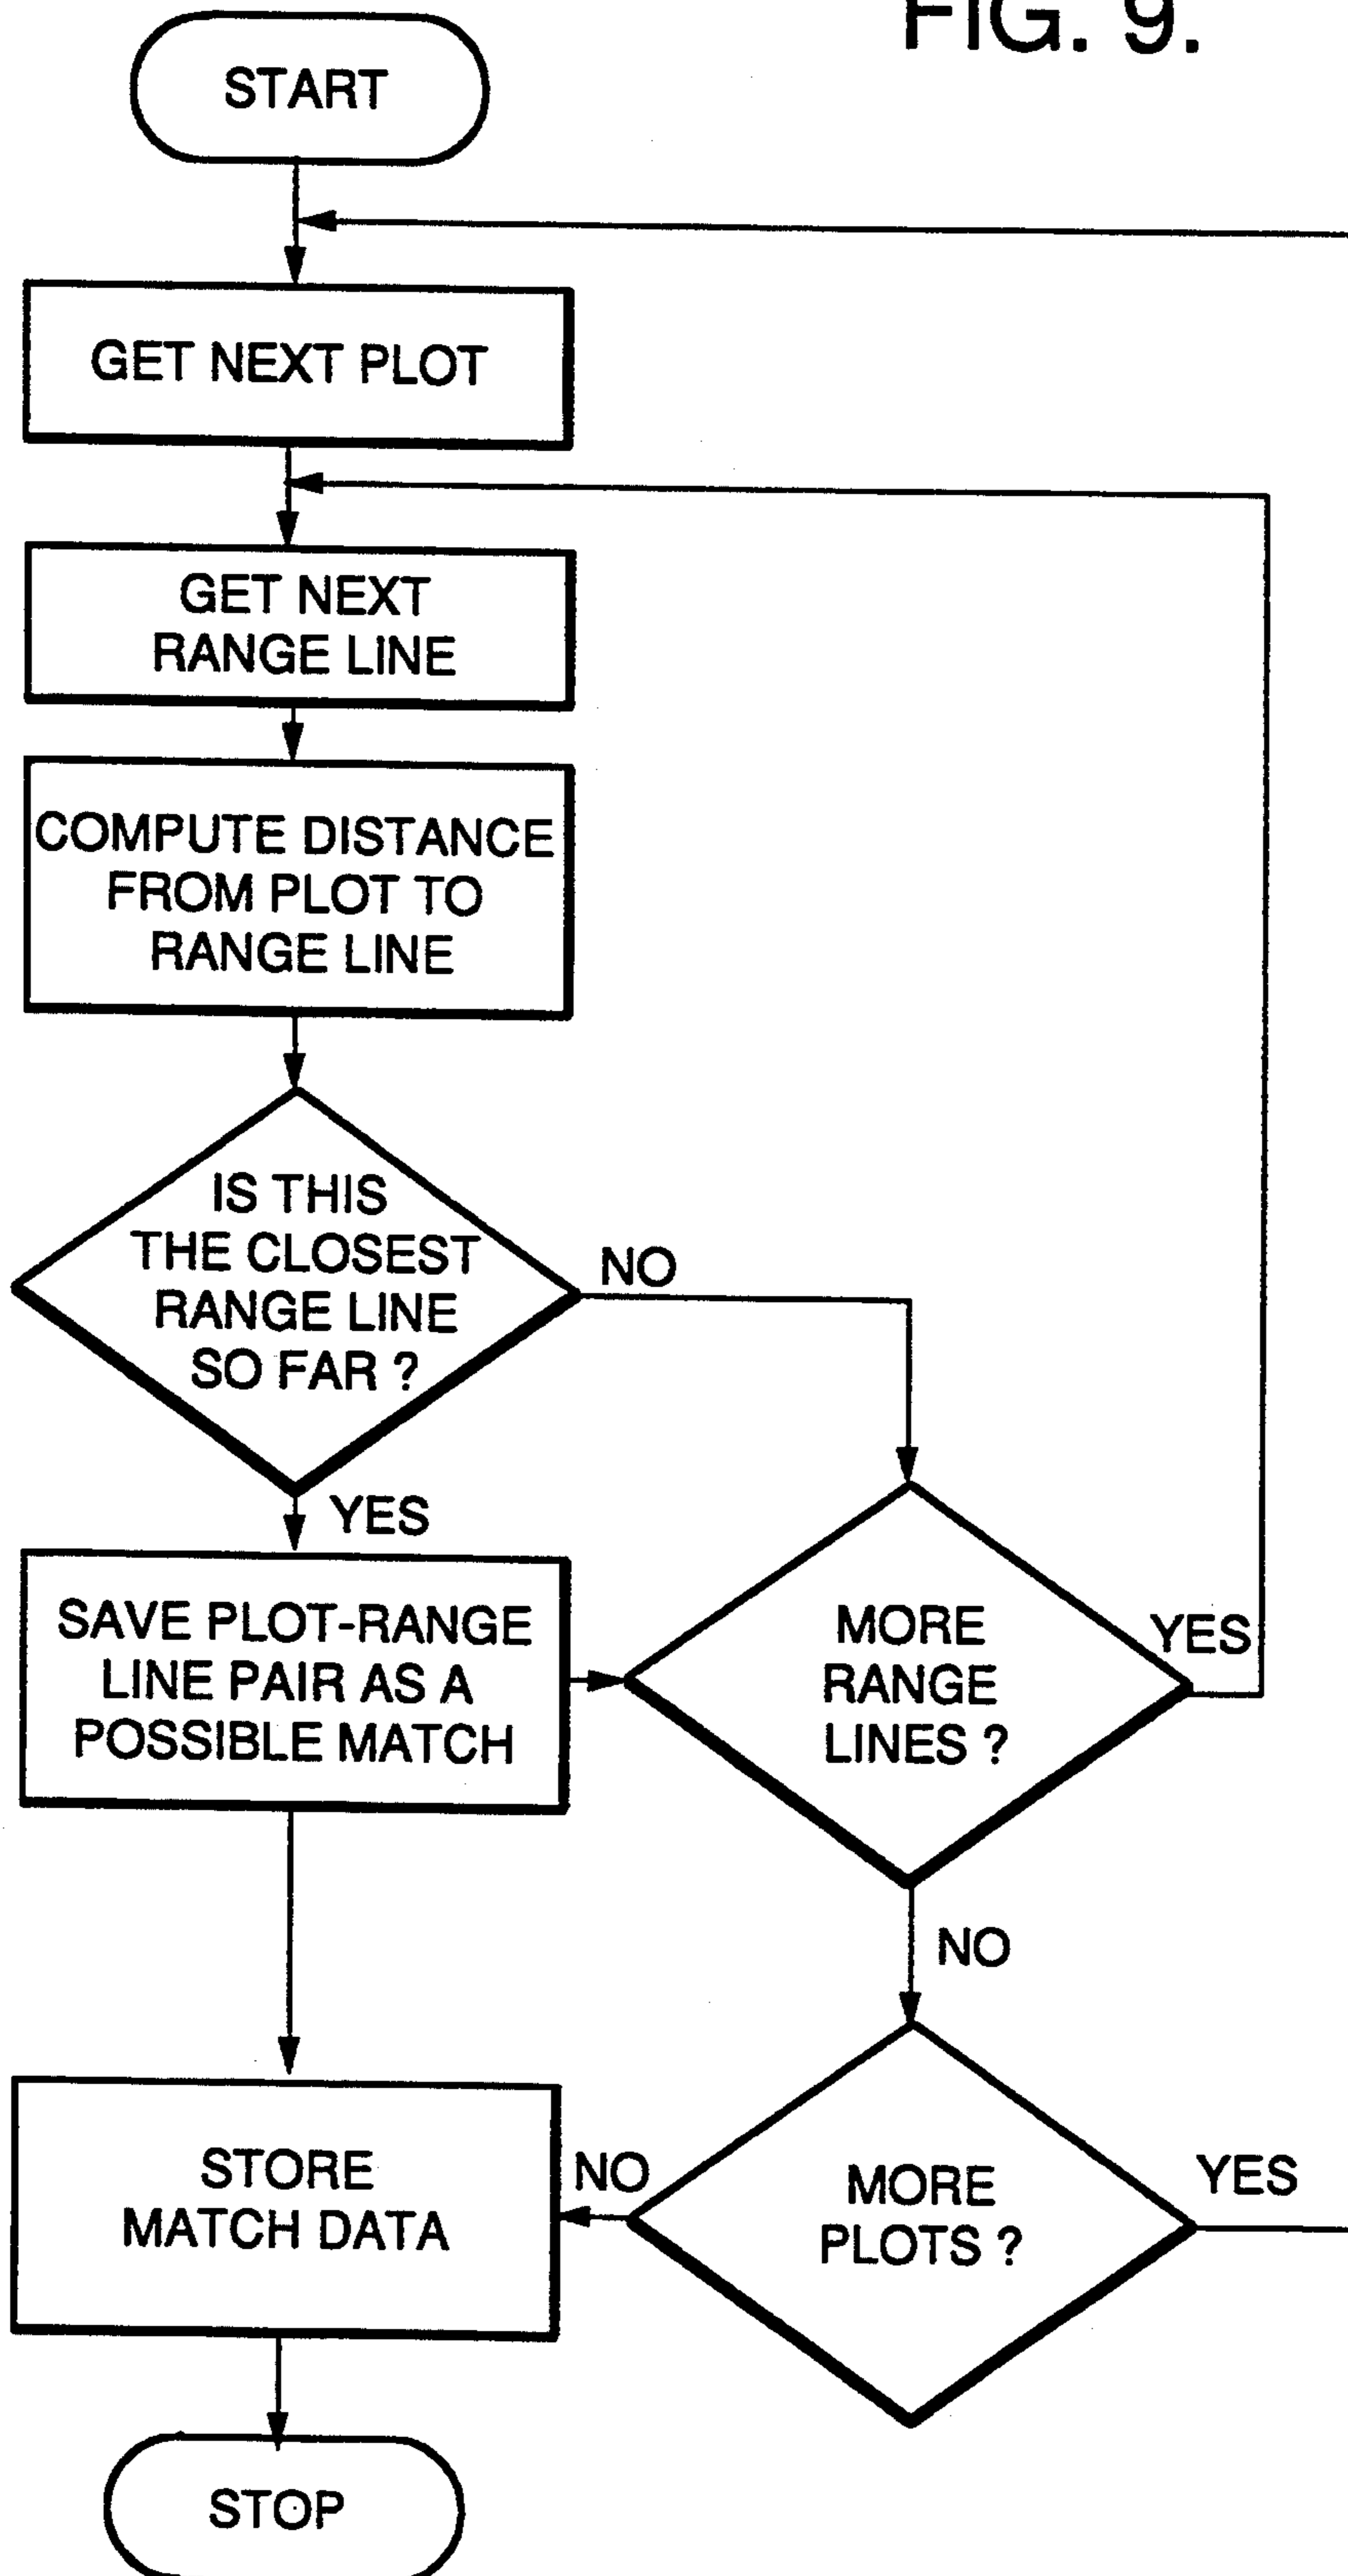 FIG. 9.
START
GET NEXT PLOT
GET NEXT
RANGE LINE
COMPUTE DISTANCE
FROM PLOT TO
RANGE LINE
IS THIS
THE CLOSEST
RANGE LINE
SO FAR ?
NO
YES
SAVE PLOT-RANGE
LINE PAIR AS A
POSSIBLE MATCH
MORE
RANGE
LINES ?
YES
NO
STORE
MATCH DATA
NO
MORE
PLOTS ?
YES
STOP